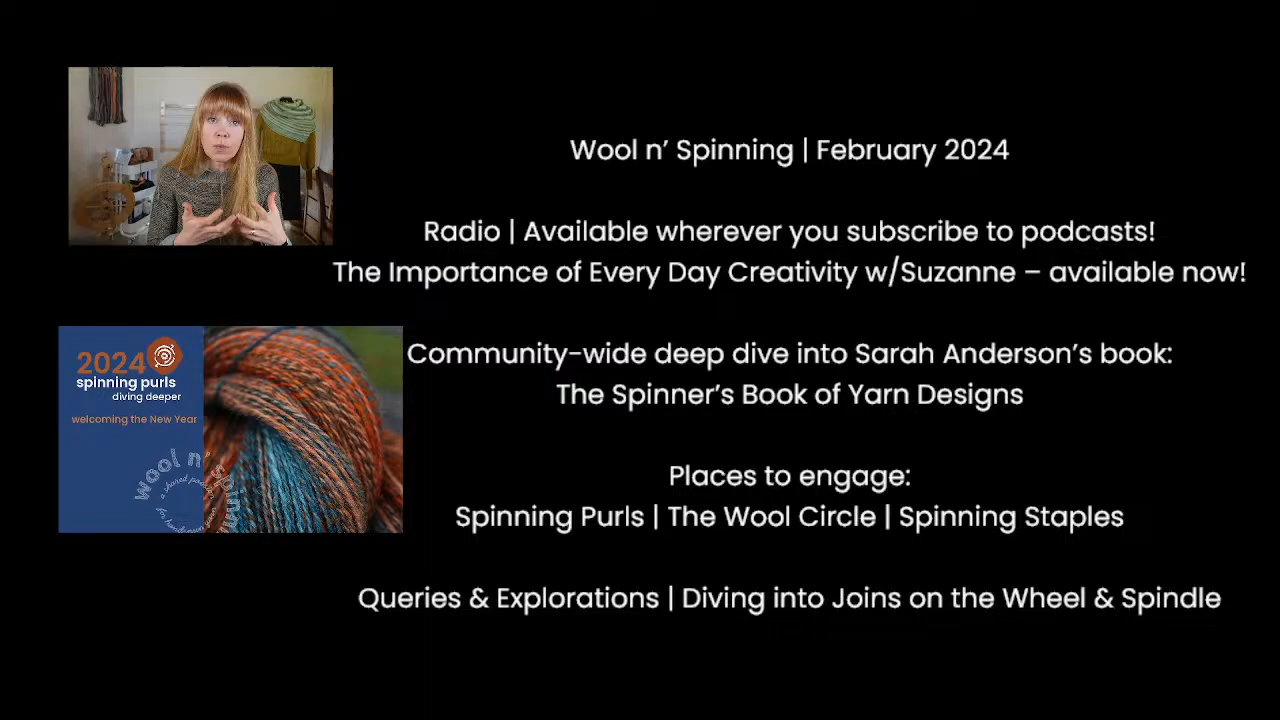 Wool n' Spinning | February 2024
Radio | Available wherever you subscribe to podcasts!
The Importance of Every Day Creativity w/Suzanne – available now!
Community-wide deep dive into Sarah Anderson's book:
The Spinner's Book of Yarn Designs
Places to engage:
Spinning Purls | The Wool Circle | Spinning Staples
Queries & Explorations | Diving into Joins on the Wheel & Spindle
2024
spinning purls
diving deeper
welcoming the New Year
wool n'
a shared